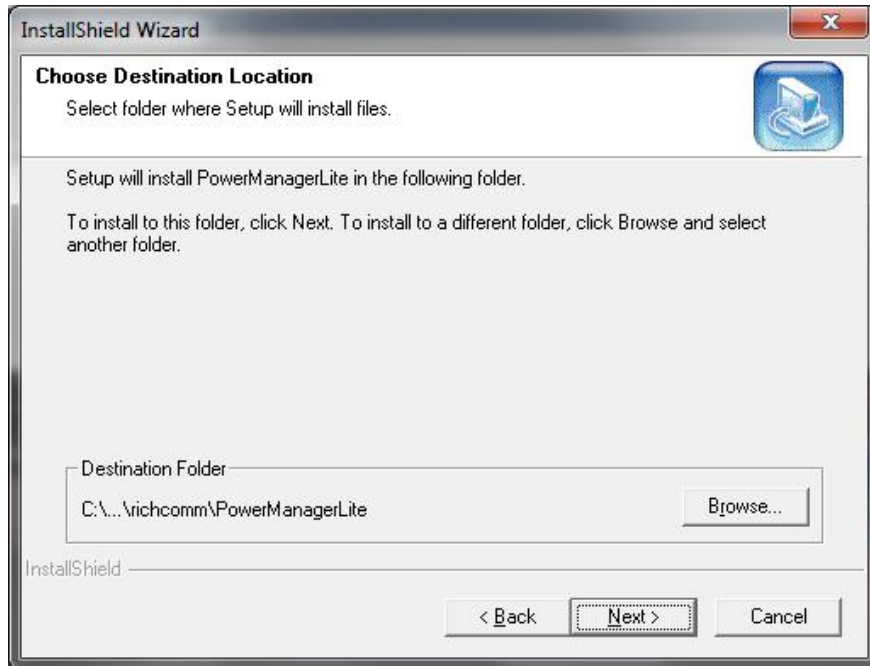 InstallShield Wizard
Choose Destination Location
Select folder where Setup will install files.
Setup will install PowerManagerLite in the following folder.
To install to this folder, click Next. To install to a different folder, click Browse and select
another folder.
Destination Folder
C:\...\richcomm\PowerManagerLite
Browse...
InstallShield
< Back
Next >
Cancel